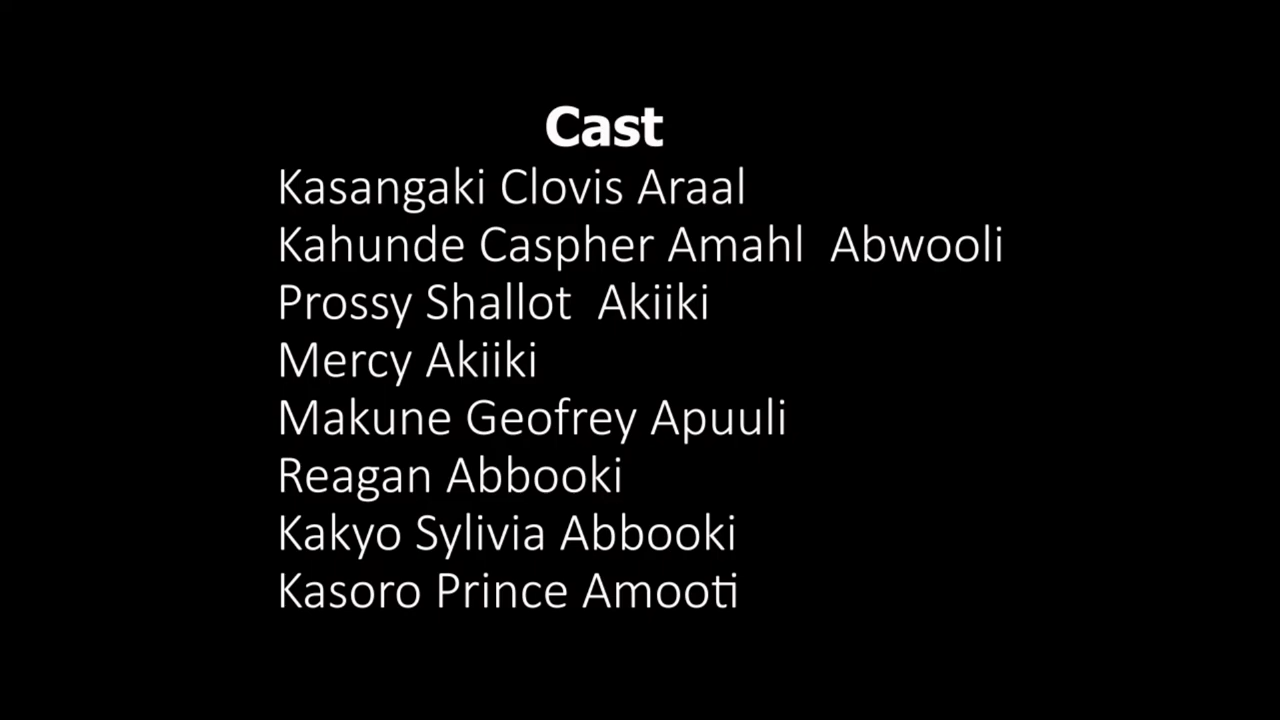 Cast
Kasangaki Clovis Araal
Kahunde Caspher Amahl  Abwooli
Prossy Shallot  Akiiki
Mercy Akiiki
Makune Geofrey Apuuli
Reagan Abbooki
Kakyo Sylivia Abbooki
Kasoro Prince Amooti